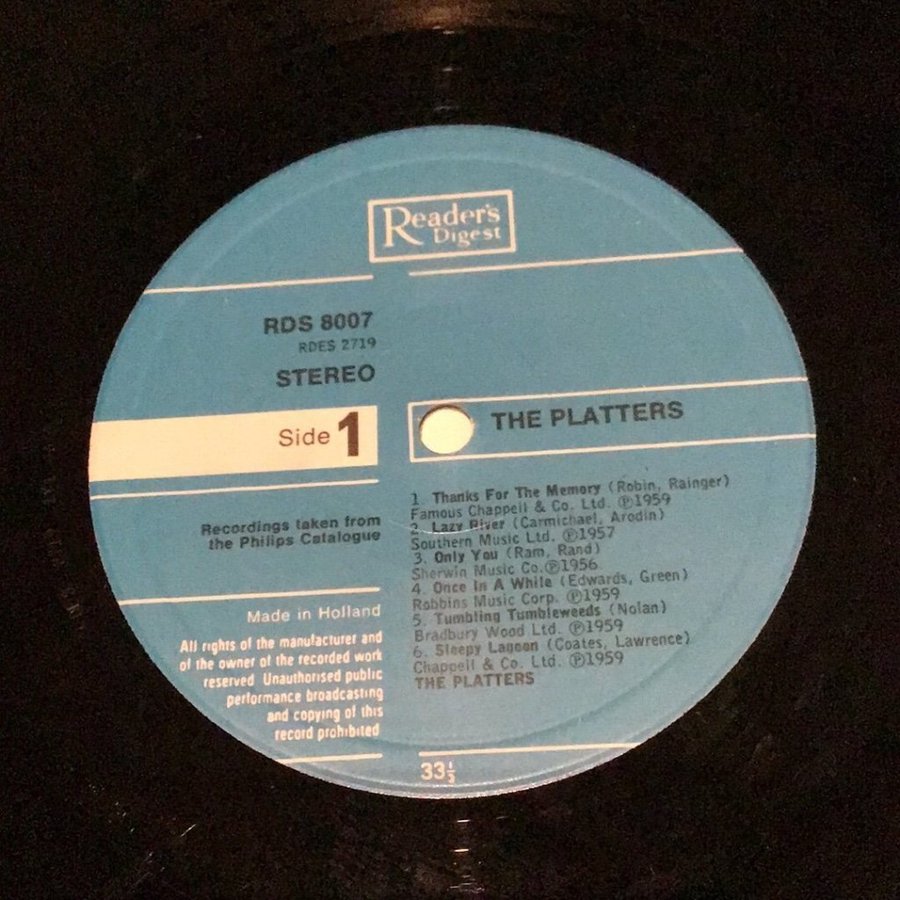 Reader's
Digest
RDS 8007
RDES 2719
STEREO
Side 1
Recordings taken from
the Philips Catalogue
Made in Holland
All rights of the manufacturer and
of the owner of the recorded work
reserved Unauthorised public
performance broadcasting
and copying of this
record prohibited
THE PLATTERS
1. Thanks For The Memory (Robin, Rainger)
Famous Chappell & Co. Ltd. ℗1959
2. Lazy River (Carmichael, Arodin)
Southern Music Ltd. ℗1957
3. Only You (Ram, Rand)
Sherwin Music Co.℗1956
4. Once In A While (Edwards, Green)
Robbins Music Corp. ℗1959
5. Tumbling Tumbleweeds (Nolan)
Bradbury Wood Ltd. ℗1959
6. Sleepy Lagoon (Coates, Lawrence)
Chappell & Co. Ltd. ℗1959
THE PLATTERS
33⅓